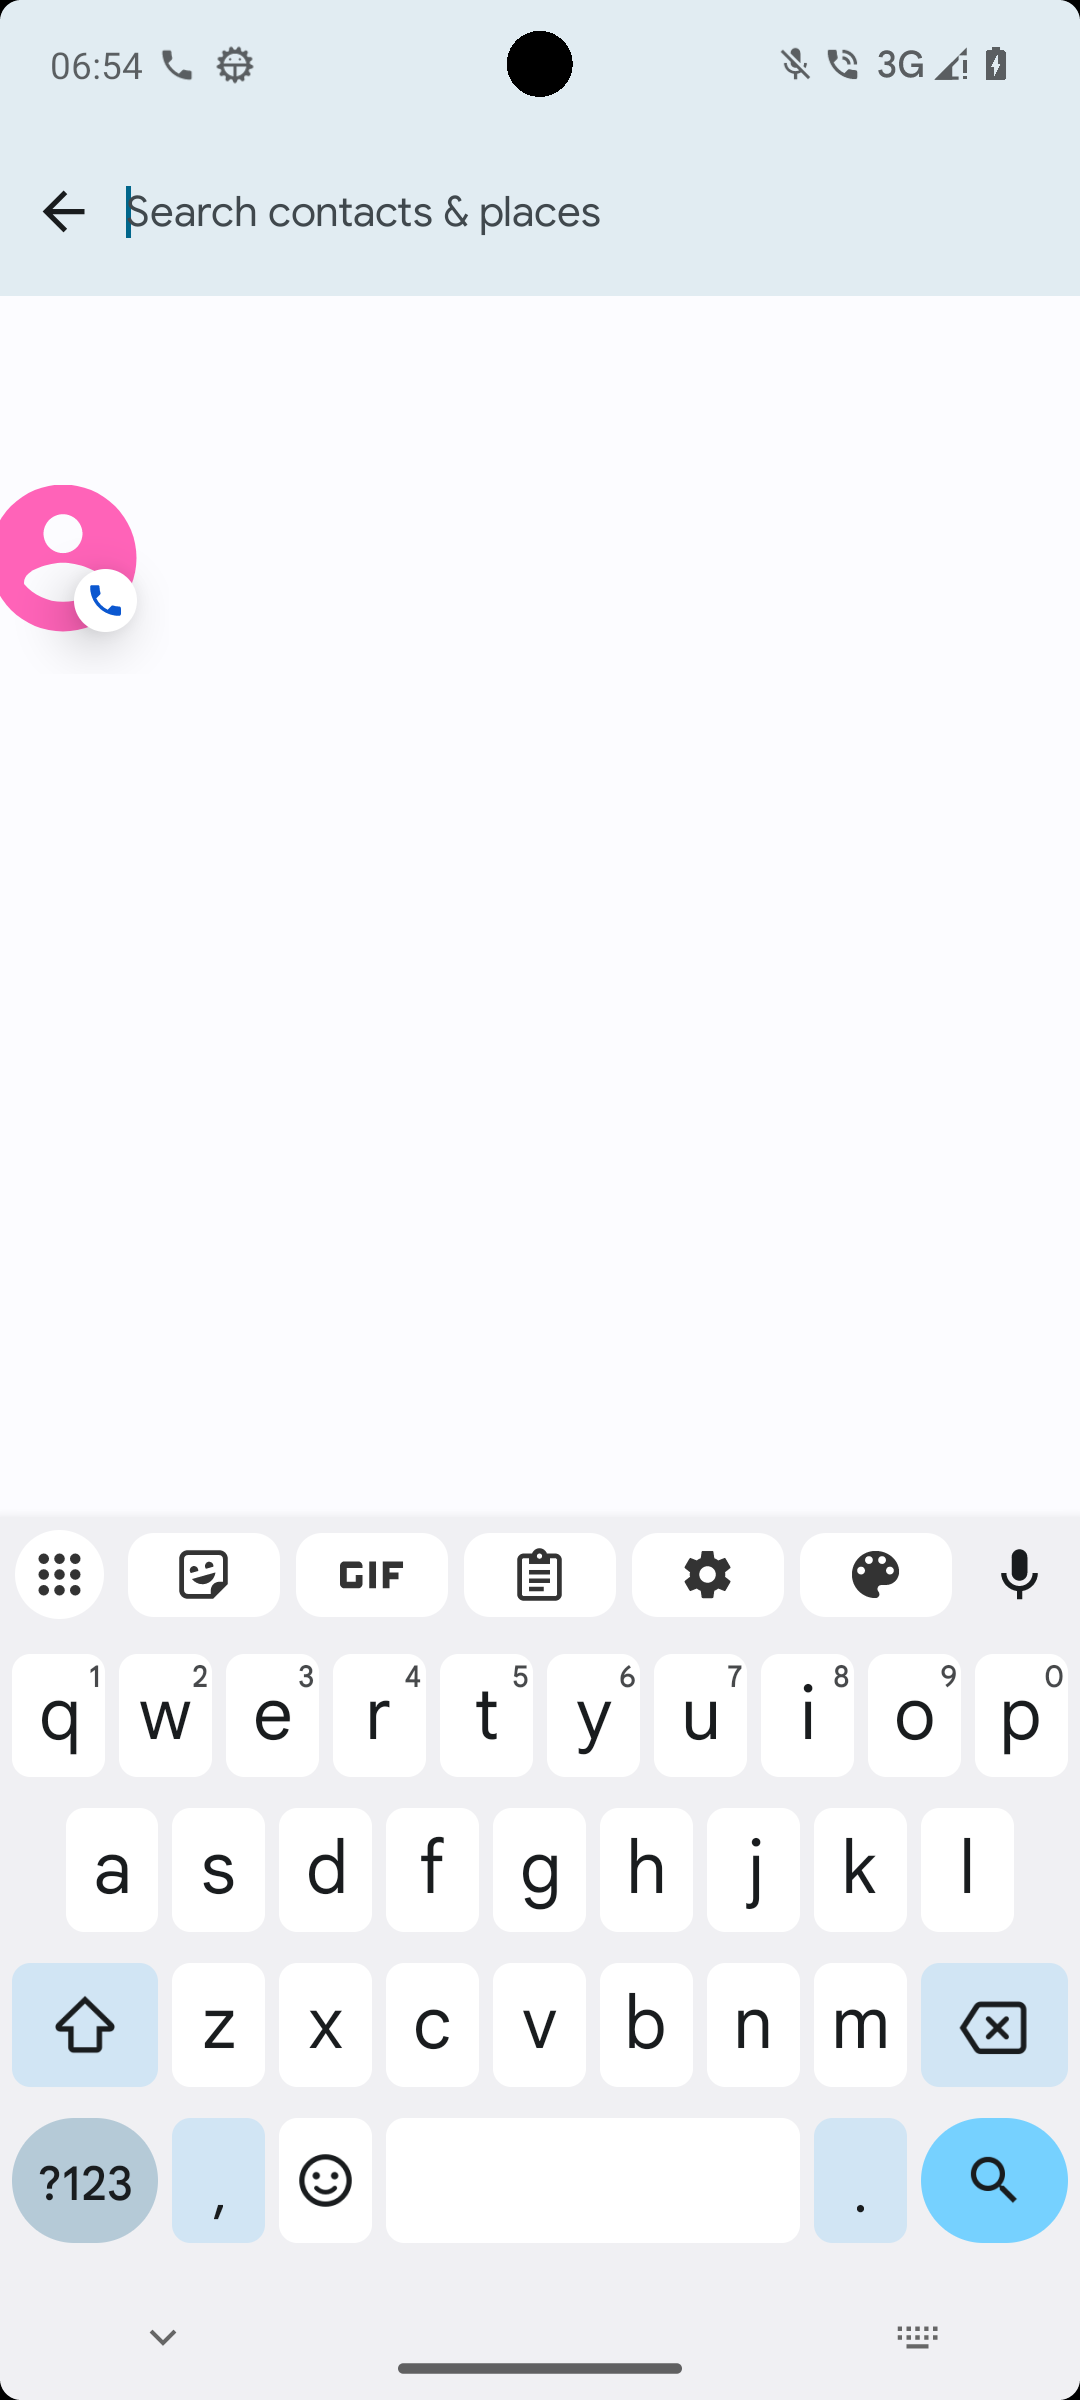 06:54
3G
Search contacts & places
GIF
q 1 w 2 e 3 r 4 t 5 y 6 u 7 i 8 o 9 p 0
a s d f g h j k l
z x c v b n m
?123 , .